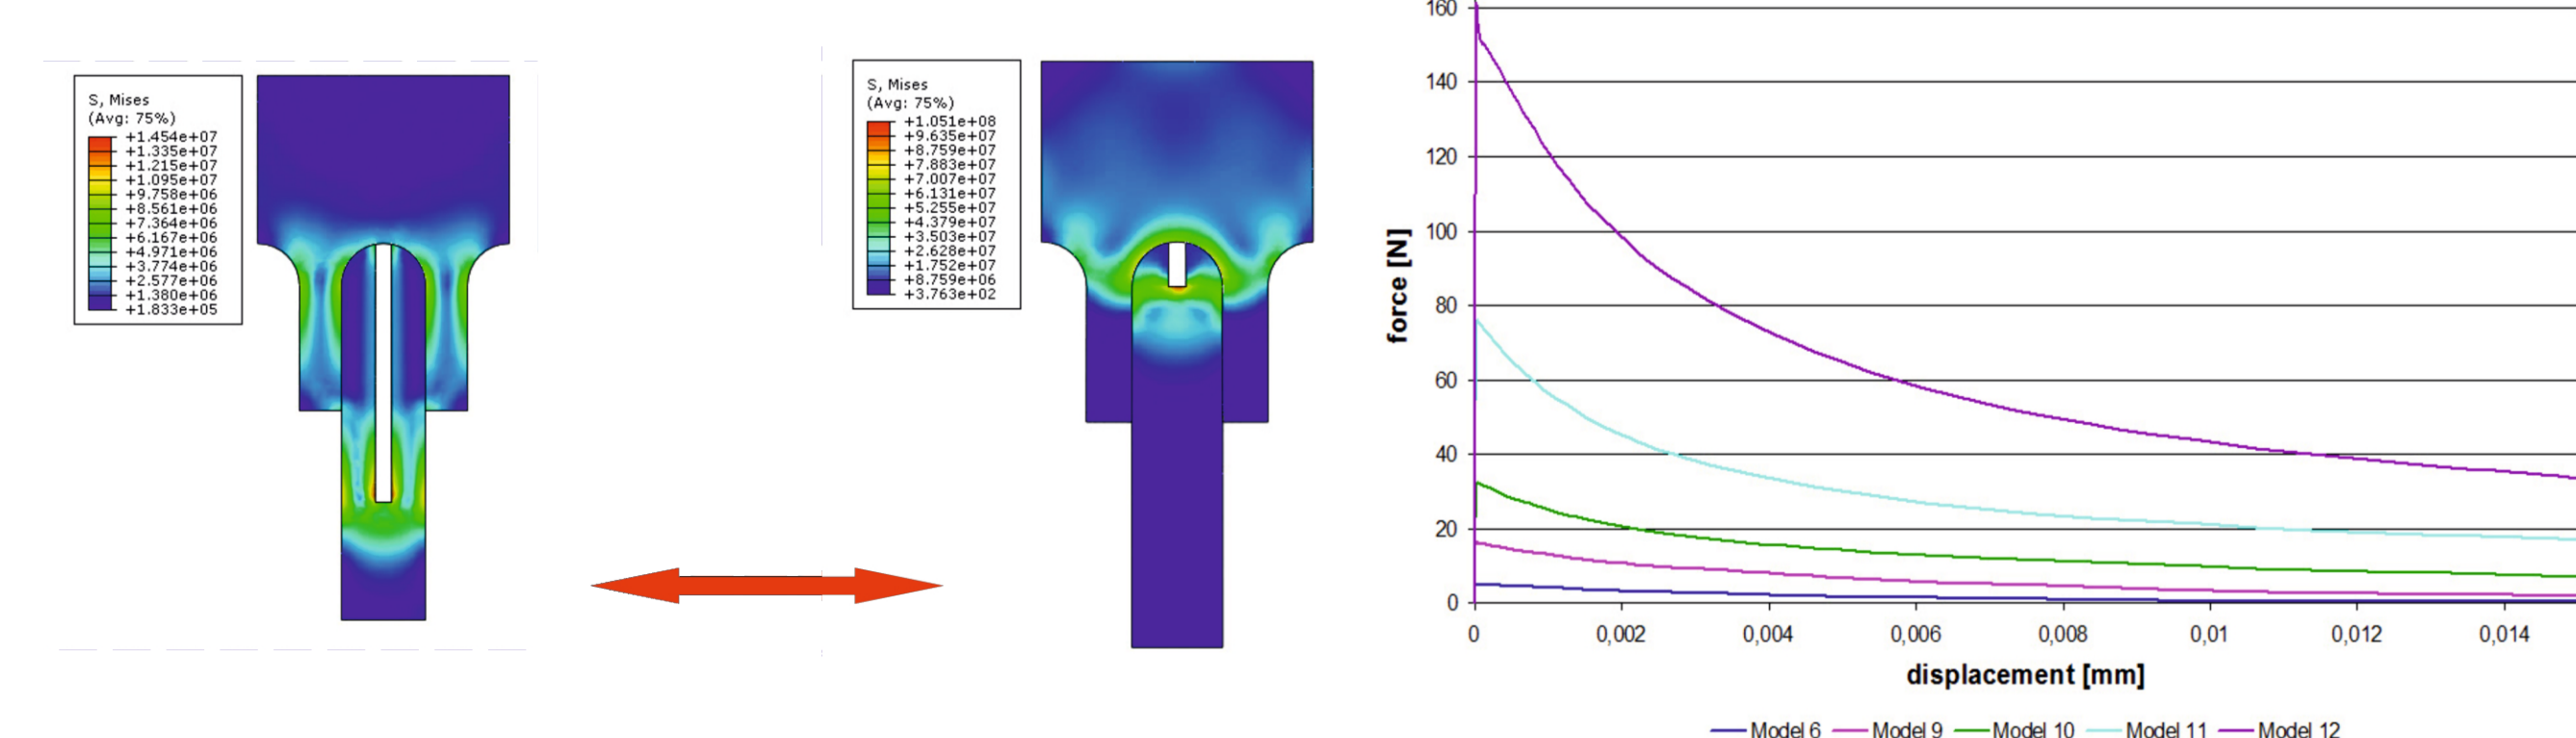 S, Mises
(Avg: 75%)
+1.454e+07
+1.335e+07
+1.215e+07
+1.095e+07
+9.758e+06
+8.561e+06
+7.364e+06
+6.167e+06
+4.971e+06
+3.774e+06
+2.577e+06
+1.380e+06
+1.833e+05
S, Mises
(Avg: 75%)
+1.051e+08
+9.635e+07
+8.759e+07
+7.883e+07
+7.007e+07
+6.131e+07
+5.255e+07
+4.379e+07
+3.503e+07
+2.628e+07
+1.752e+07
+8.759e+06
+3.763e+02
force [N]
160
140
120
100
80
60
40
20
0
0 0,002 0,004 0,006 0,008 0,01 0,012 0,014
displacement [mm]
Model 6 Model 9 Model 10 Model 11 Model 12